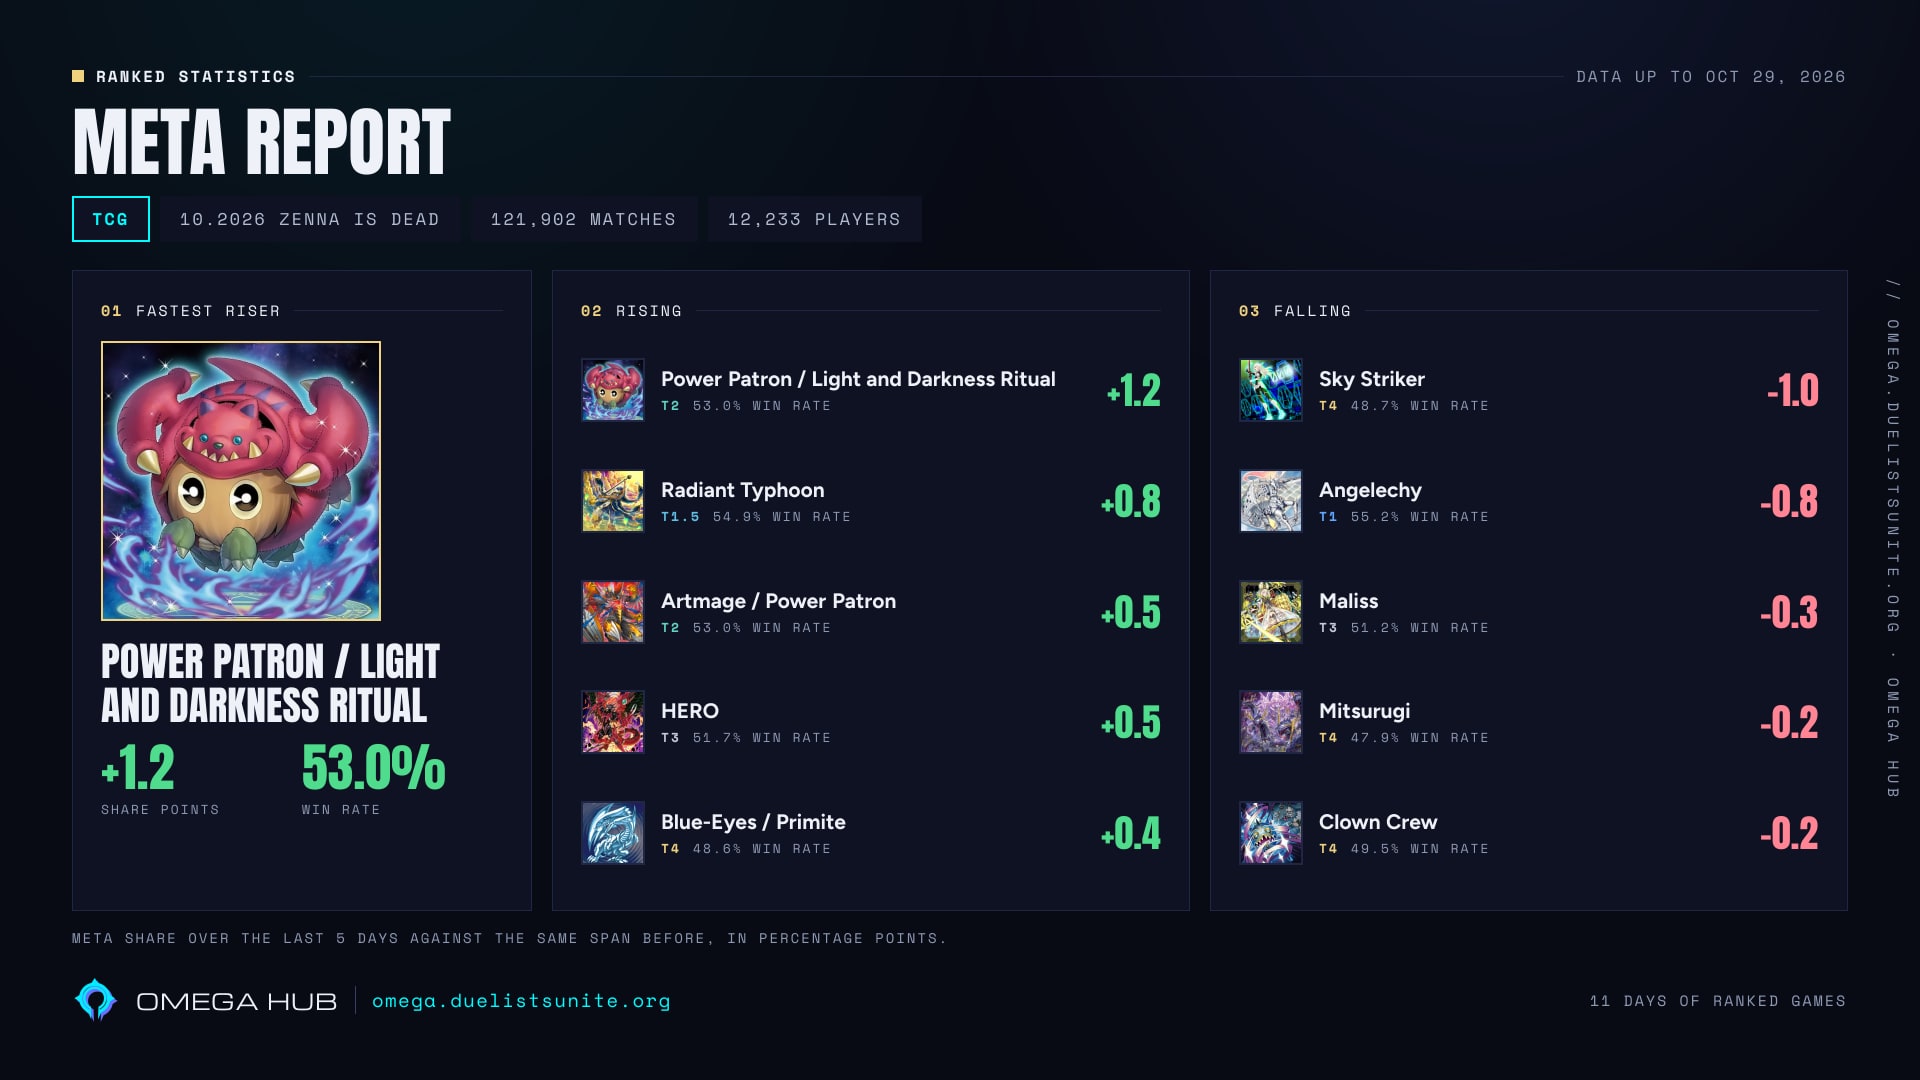 RANKED STATISTICS
DATA UP TO OCT 29, 2026
META REPORT
TCG
10.2026 ZENNA IS DEAD
121,902 MATCHES
12,233 PLAYERS
01 FASTEST RISER
POWER PATRON / LIGHT
AND DARKNESS RITUAL
+1.2
SHARE POINTS
53.0%
WIN RATE
02 RISING
Power Patron / Light and Darkness Ritual
T2 53.0% WIN RATE
+1.2
Radiant Typhoon
T1.5 54.9% WIN RATE
+0.8
Artmage / Power Patron
T2 53.0% WIN RATE
+0.5
HERO
T3 51.7% WIN RATE
+0.5
Blue-Eyes / Primite
T4 48.6% WIN RATE
+0.4
03 FALLING
Sky Striker
T4 48.7% WIN RATE
-1.0
Angelechy
T1 55.2% WIN RATE
-0.8
Maliss
T3 51.2% WIN RATE
-0.3
Mitsurugi
T4 47.9% WIN RATE
-0.2
Clown Crew
T4 49.5% WIN RATE
-0.2
// OMEGA.DUELISTSUNITE.ORG · OMEGA HUB
META SHARE OVER THE LAST 5 DAYS AGAINST THE SAME SPAN BEFORE, IN PERCENTAGE POINTS.
OMEGA HUB
omega.duelistsunite.org
11 DAYS OF RANKED GAMES